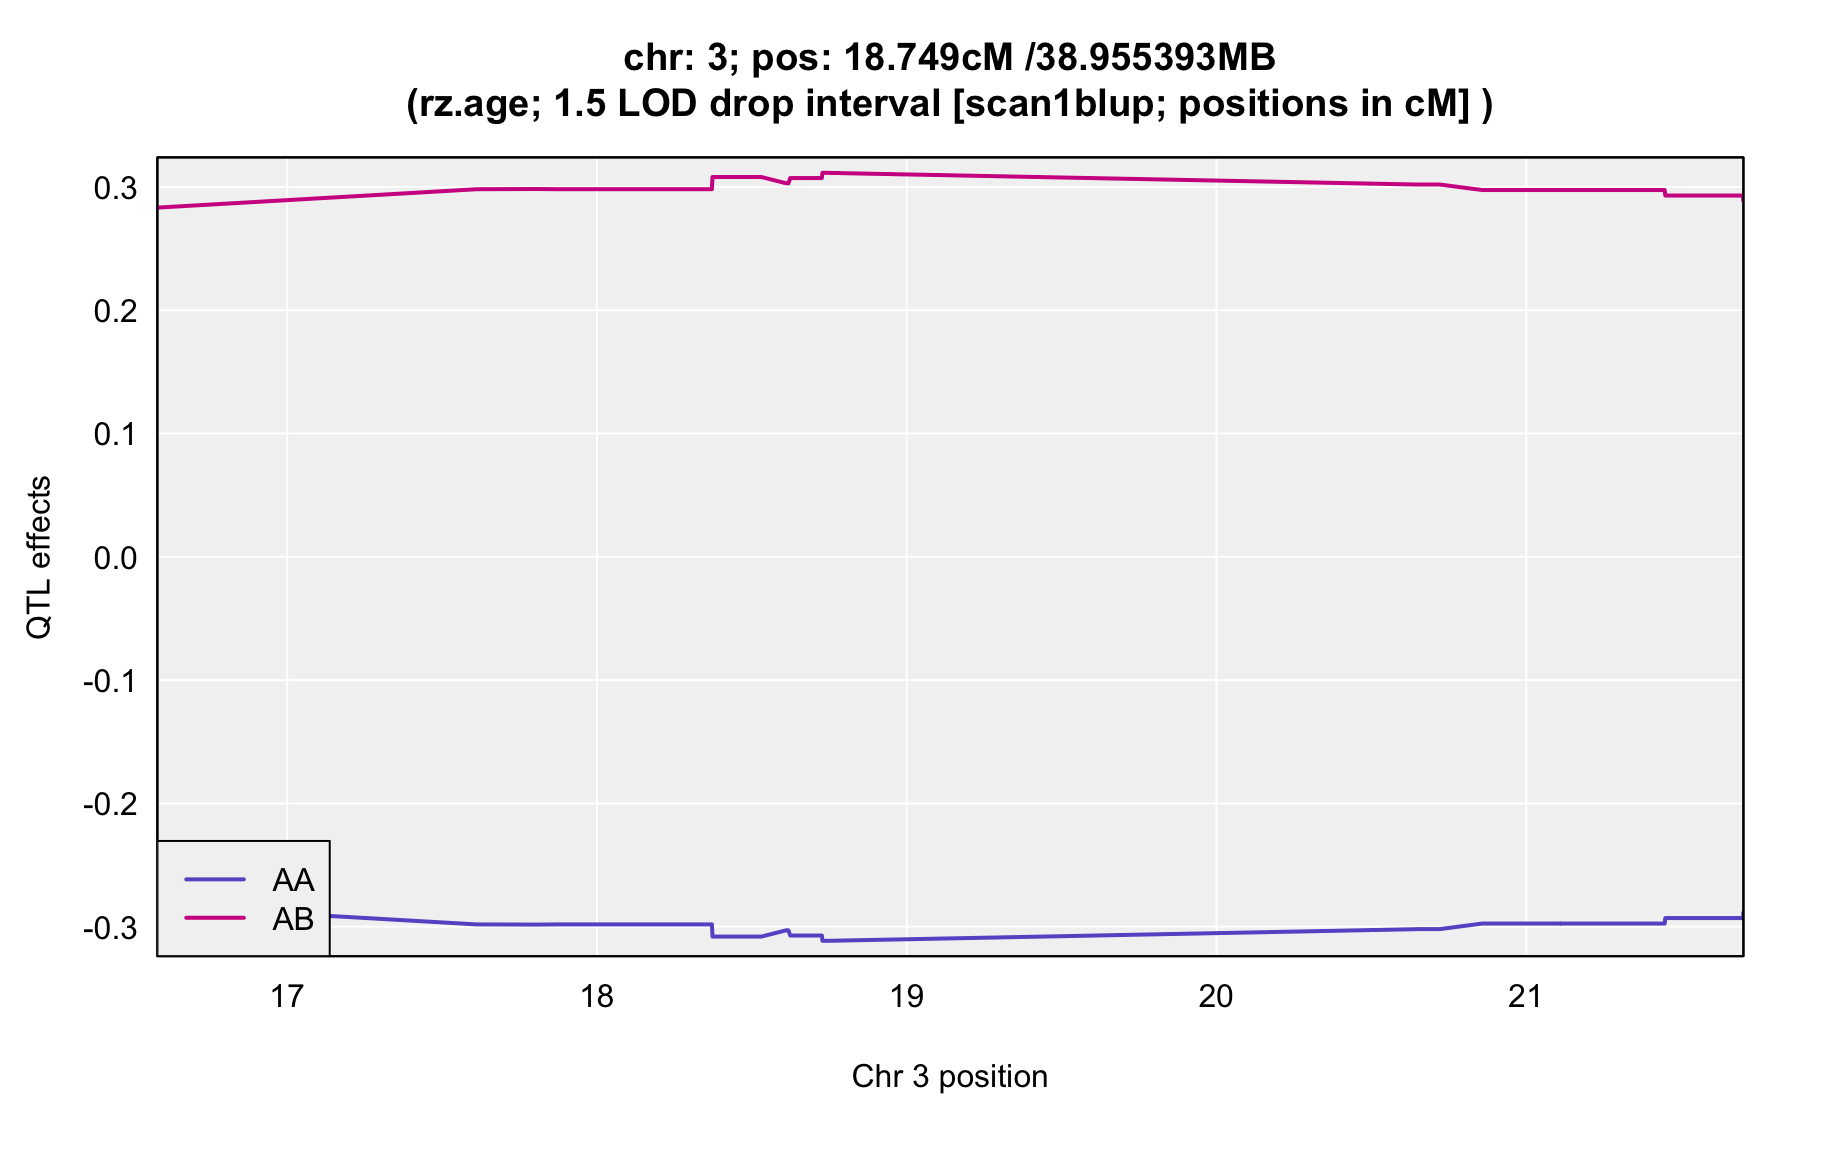 chr: 3; pos: 18.749cM /38.955393MB
(rz.age; 1.5 LOD drop interval [scan1blup; positions in cM] )
QTL effects
0.3
0.2
0.1
0.0
-0.1
-0.2
-0.3
AA
AB
17 18 19 20 21
Chr 3 position